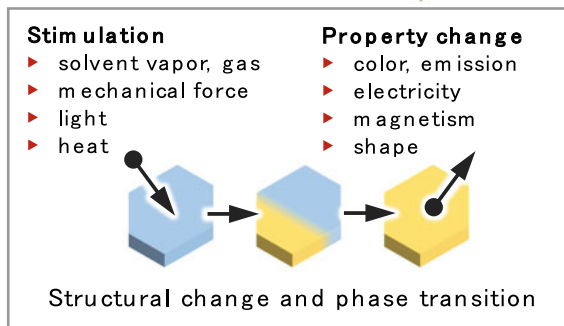 Stimulation
solvent vapor, gas
mechanical force
light
heat
Property change
color, emission
electricity
magnetism
shape
Structural change and phase transition